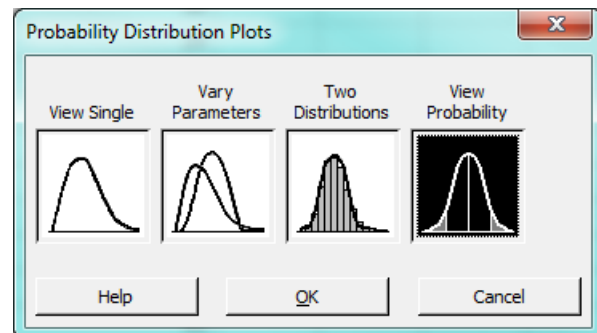 Probability Distribution Plots
View Single
Vary
Parameters
Two
Distributions
View
Probability
Help
OK
Cancel